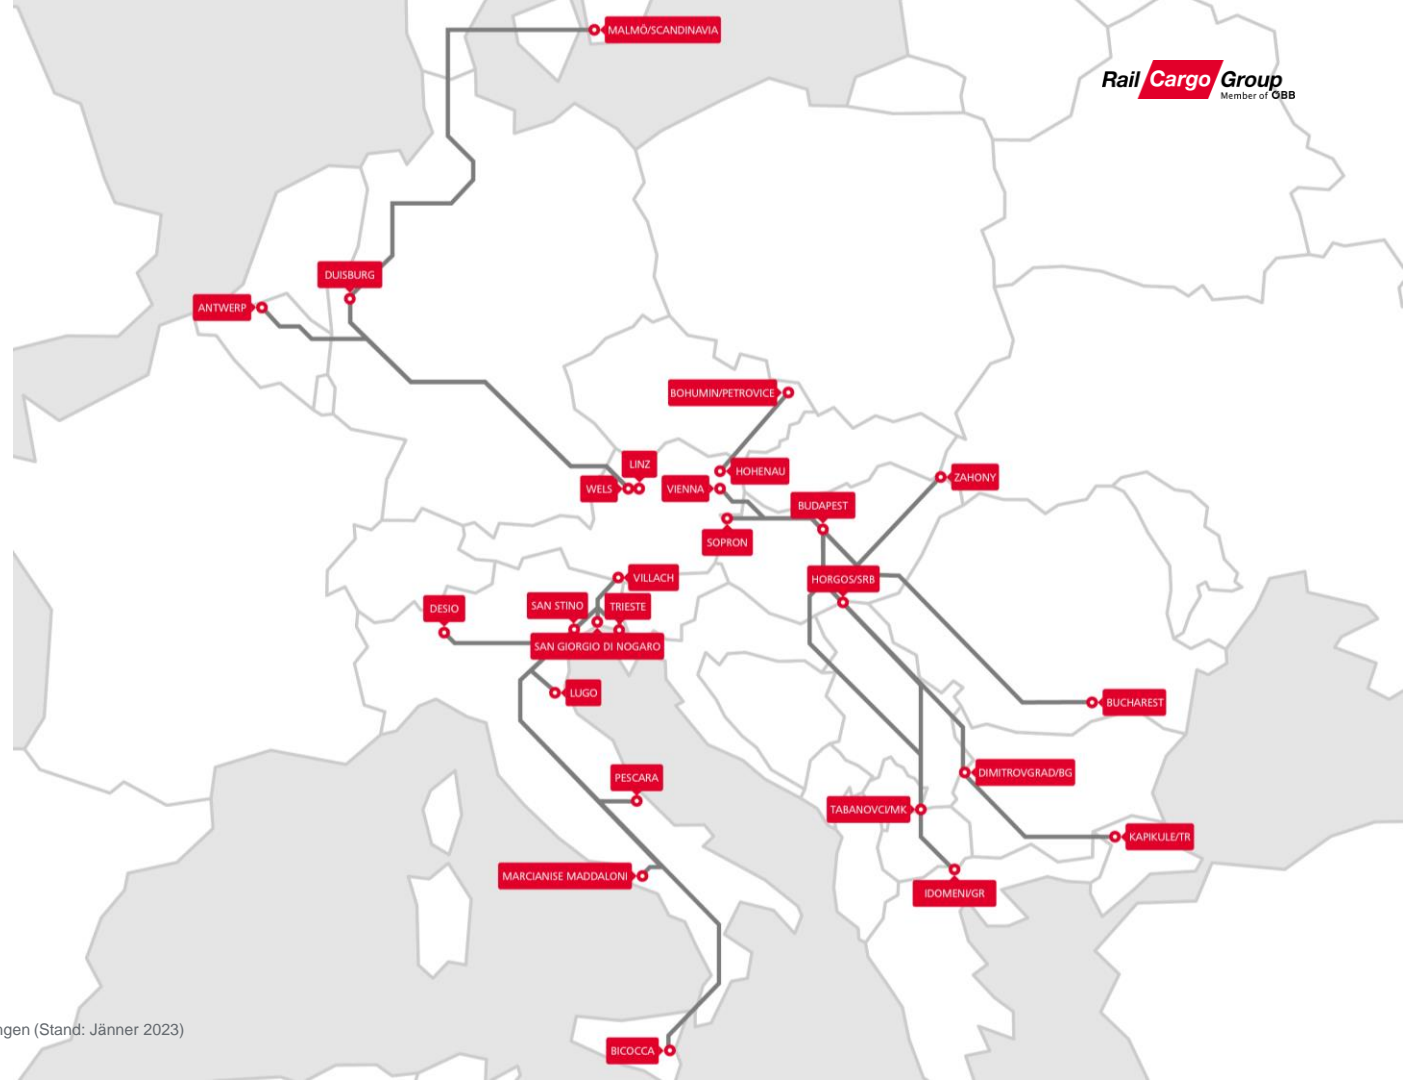 MALMÖ/SCANDINAVIA
Rail Cargo Group
Member of ÖBB
DUISBURG
ANTWERP
BOHUMIN/PETROVICE
LINZ
HOHENAU
WELS
VIENNA
ZAHONY
BUDAPEST
SOPRON
VILLACH
HORGOS/SRB
DESIO
SAN STINO
TRIESTE
SAN GIORGIO DI NOGARO
LUGO
BUCHAREST
PESCARA
DIMITROVGRAD/BG
TABANOVCI/MK
KAPIKULE/TR
MARCIANISE MADDALONI
IDOMENI/GR
ngen (Stand: Jänner 2023)
BICOCCA